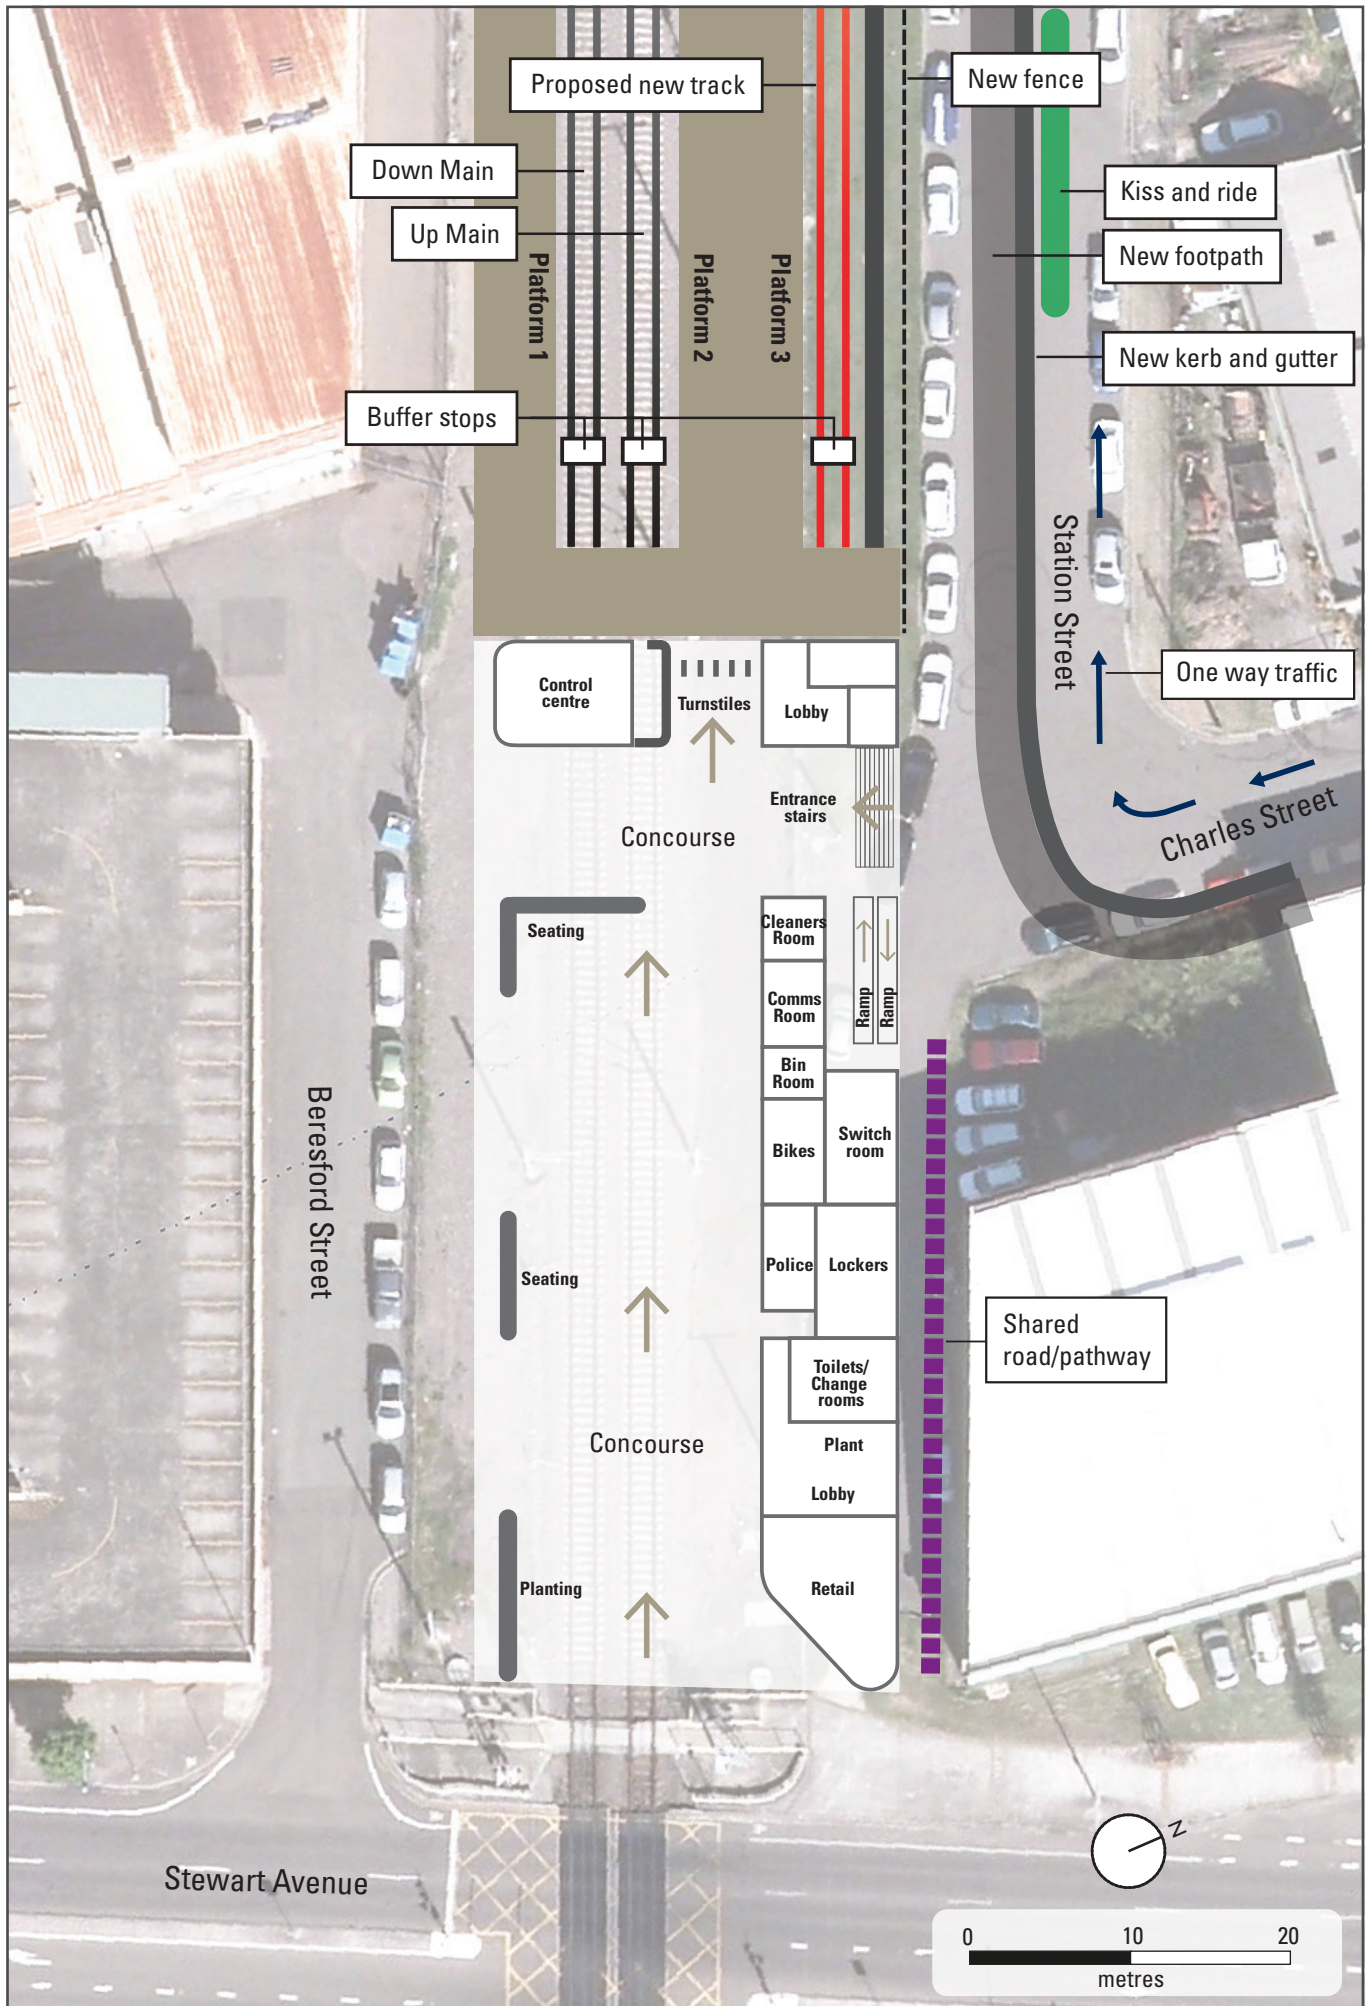 Proposed new track
New fence
Down Main
Kiss and ride
Up Main
New footpath
Platform 1
Platform 2
Platform 3
New kerb and gutter
Buffer stops
Station Street
One way traffic
Control
centre
Turnstiles
Lobby
Entrance
stairs
Charles Street
Concourse
Seating
Cleaners
Room
Comms
Room
Ramp
Ramp
Bin
Room
Bikes
Switch
room
Beresford Street
Seating
Police
Lockers
Shared
road/pathway
Toilets/
Change
rooms
Concourse
Plant
Lobby
Planting
Retail
N
Stewart Avenue
0
10
20
metres